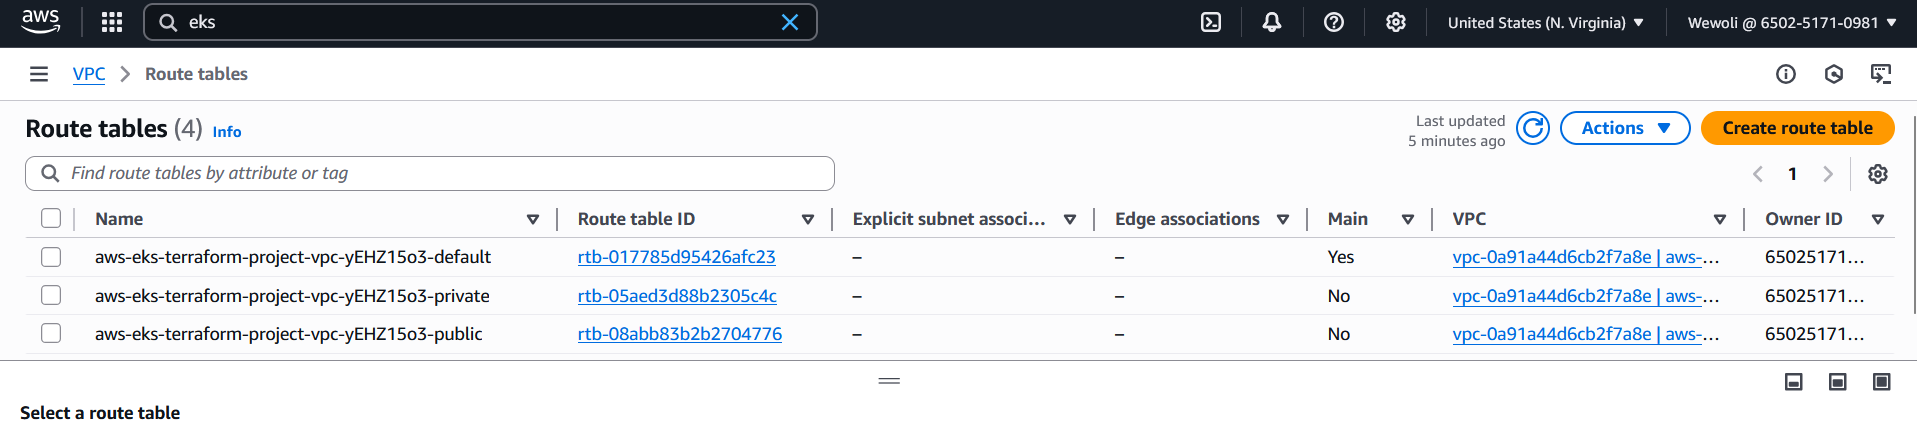 aws eks United States (N. Virginia) Wewoli @ 6502-5171-0981
VPC Route tables
Route tables (4) Info Last updated 5 minutes ago Actions Create route table
Find route tables by attribute or tag 1
Name Route table ID Explicit subnet associ... Edge associations Main VPC Owner ID
aws-eks-terraform-project-vpc-yEHZ15o3-default rtb-017785d95426afc23 – – Yes vpc-0a91a44d6cb2f7a8e | aws-... 65025171...
aws-eks-terraform-project-vpc-yEHZ15o3-private rtb-05aed3d88b2305c4c – – No vpc-0a91a44d6cb2f7a8e | aws-... 65025171...
aws-eks-terraform-project-vpc-yEHZ15o3-public rtb-08abb83b2b2704776 – – No vpc-0a91a44d6cb2f7a8e | aws-... 65025171...
Select a route table